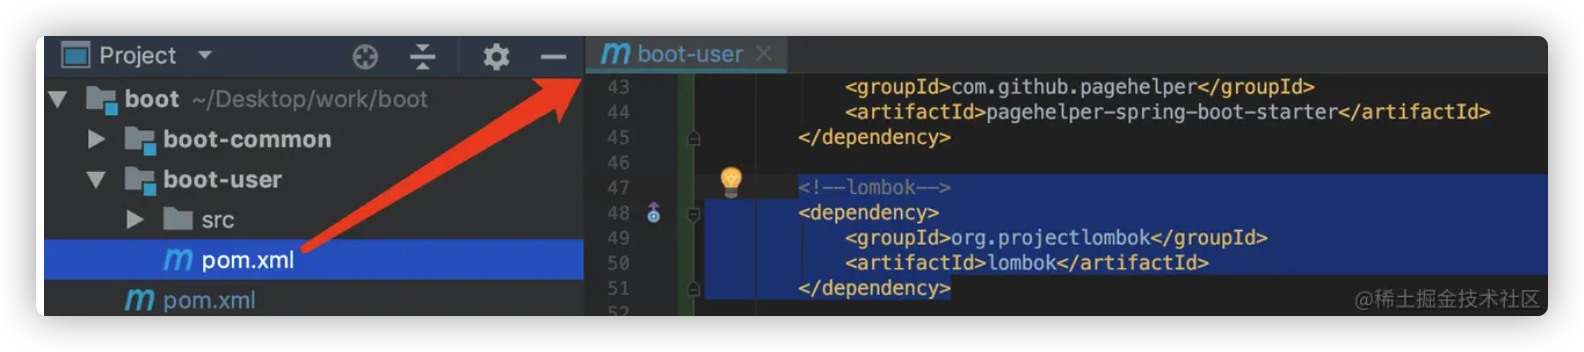 Project
boot ~/Desktop/work/boot
boot-common
boot-user
src
m pom.xml
m pom.xml
m boot-user
43 <groupId>com.github.pagehelper</groupId>
44 <artifactId>pagehelper-spring-boot-starter</artifactId>
45 </dependency>
46
47 <!--lombok-->
48 <dependency>
49 <groupId>org.projectlombok</groupId>
50 <artifactId>lombok</artifactId>
51 </dependency>
52
@稀土掘金技术社区